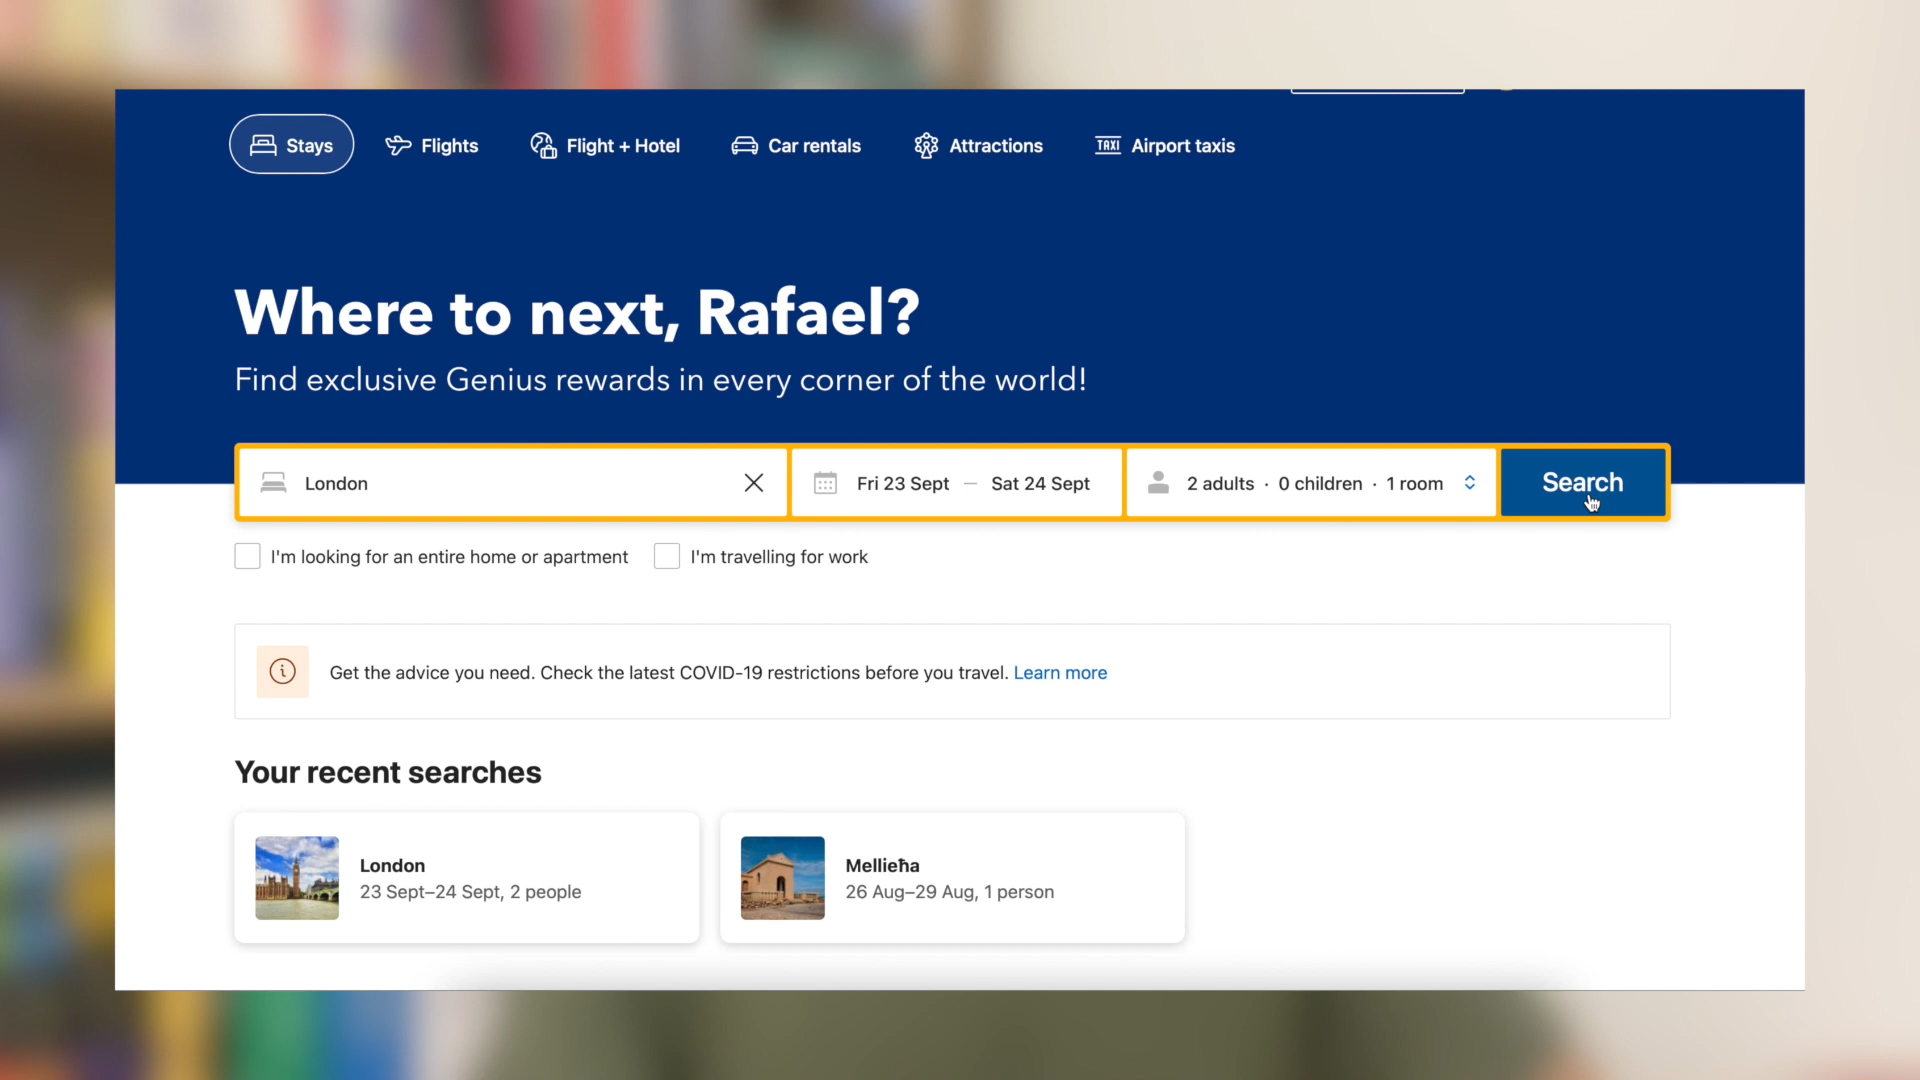 Stays
Flights
Flight + Hotel
Car rentals
Attractions
TAXI Airport taxis
Where to next, Rafael?
Find exclusive Genius rewards in every corner of the world!
London
Fri 23 Sept — Sat 24 Sept
2 adults · 0 children · 1 room
Search
I'm looking for an entire home or apartment
I'm travelling for work
Get the advice you need. Check the latest COVID-19 restrictions before you travel. Learn more
Your recent searches
London
23 Sept–24 Sept, 2 people
Mellieħa
26 Aug–29 Aug, 1 person